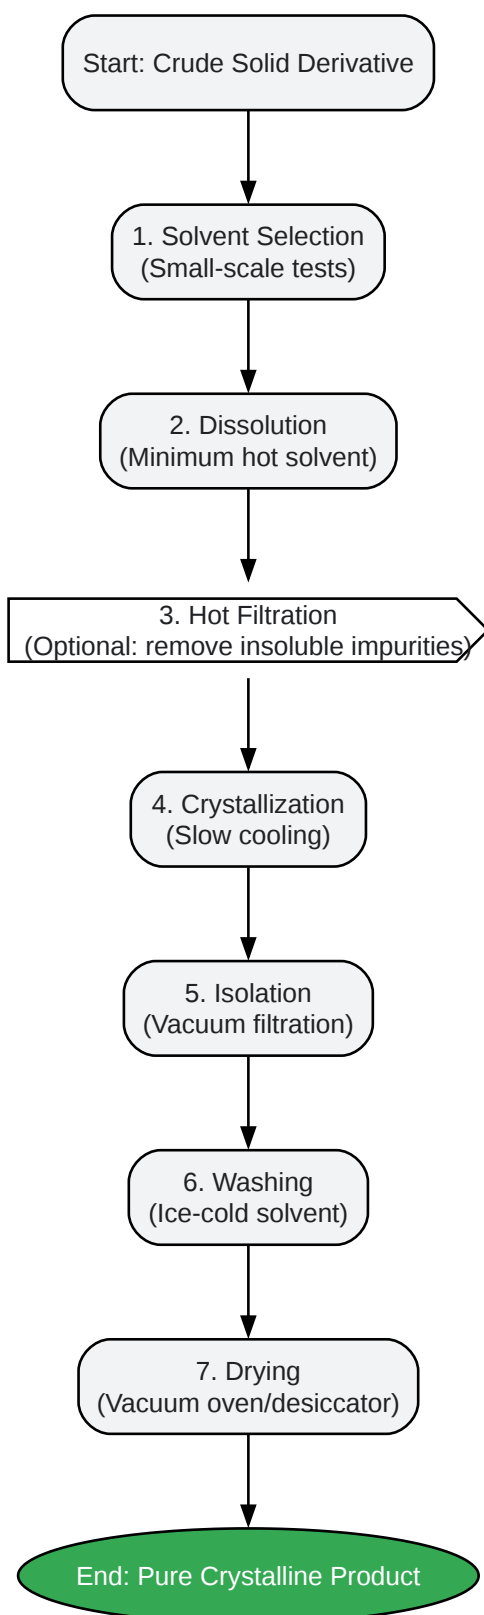 Start: Crude Solid Derivative
1. Solvent Selection
(Small-scale tests)
2. Dissolution
(Minimum hot solvent)
3. Hot Filtration
(Optional: remove insoluble impurities)
4. Crystallization
(Slow cooling)
5. Isolation
(Vacuum filtration)
6. Washing
(Ice-cold solvent)
7. Drying
(Vacuum oven/desiccator)
End: Pure Crystalline Product